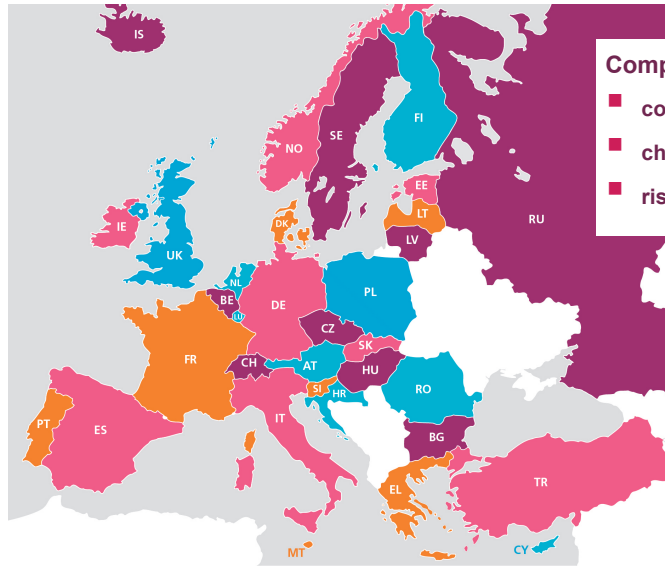 IS
Comp
co
ch
ris
FI
SE
NO
EE
LT
LV
RU
IE
UK
DK
NL
BE
LU
DE
PL
CZ
SK
FR
CH
AT
HU
SI
HR
RO
PT
ES
IT
BG
EL
TR
MT
CY